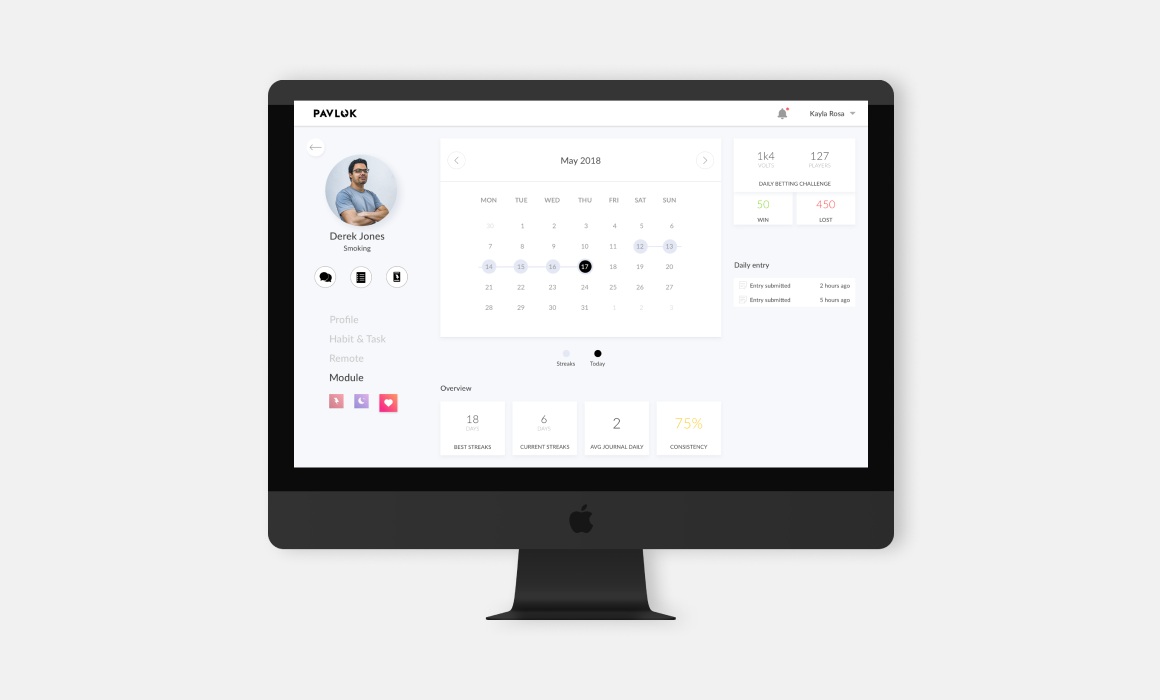 PAVLOK
Kayla Rosa
Derek Jones
Smoking
Profile
Habit & Task
Remote
Module
May 2018
MON TUE WED THU FRI SAT SUN
30 1 2 3 4 5 6
7 8 9 10 11 12 13
14 15 16 17 18 19 20
21 22 23 24 25 26 27
28 29 30 31 1 2 3
Streaks Today
Overview
18
DAYS
BEST STREAKS
6
DAYS
CURRENT STREAKS
2
AVG JOURNAL DAILY
75%
CONSISTENCY
1k4 127
VOLTS PLAYERS
DAILY BETTING CHALLENGE
50 450
WIN LOST
Daily entry
Entry submitted 2 hours ago
Entry submitted 5 hours ago